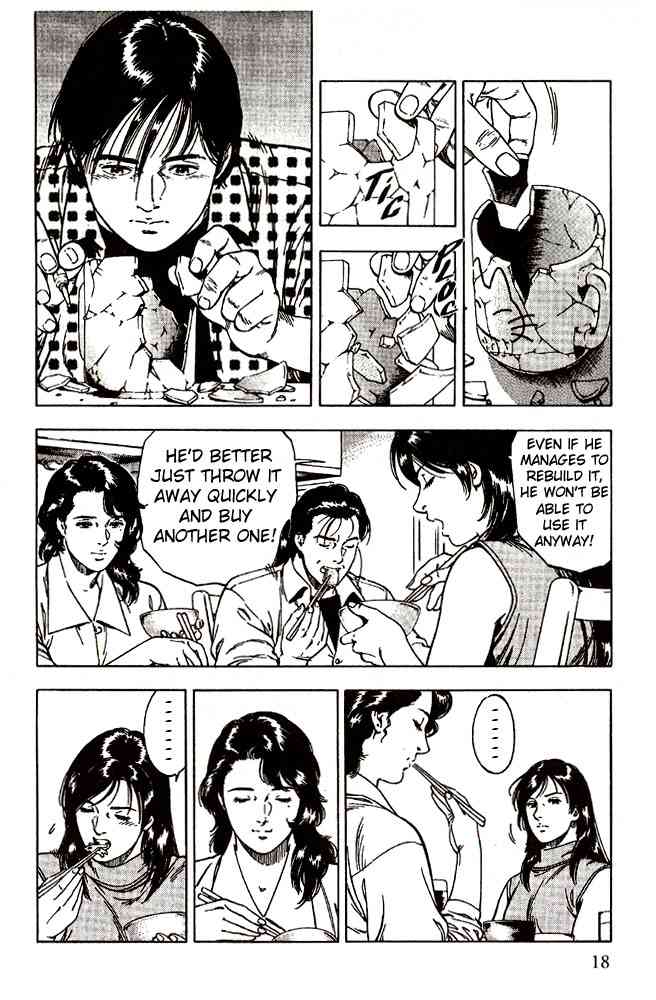 TIC
TLOC
EVEN IF HE
MANAGES TO
REBUILD IT,
HE WON'T BE
ABLE TO
USE IT
ANYWAY!
HE'D BETTER
JUST THROW IT
AWAY QUICKLY
AND BUY
ANOTHER ONE!
......
......
18